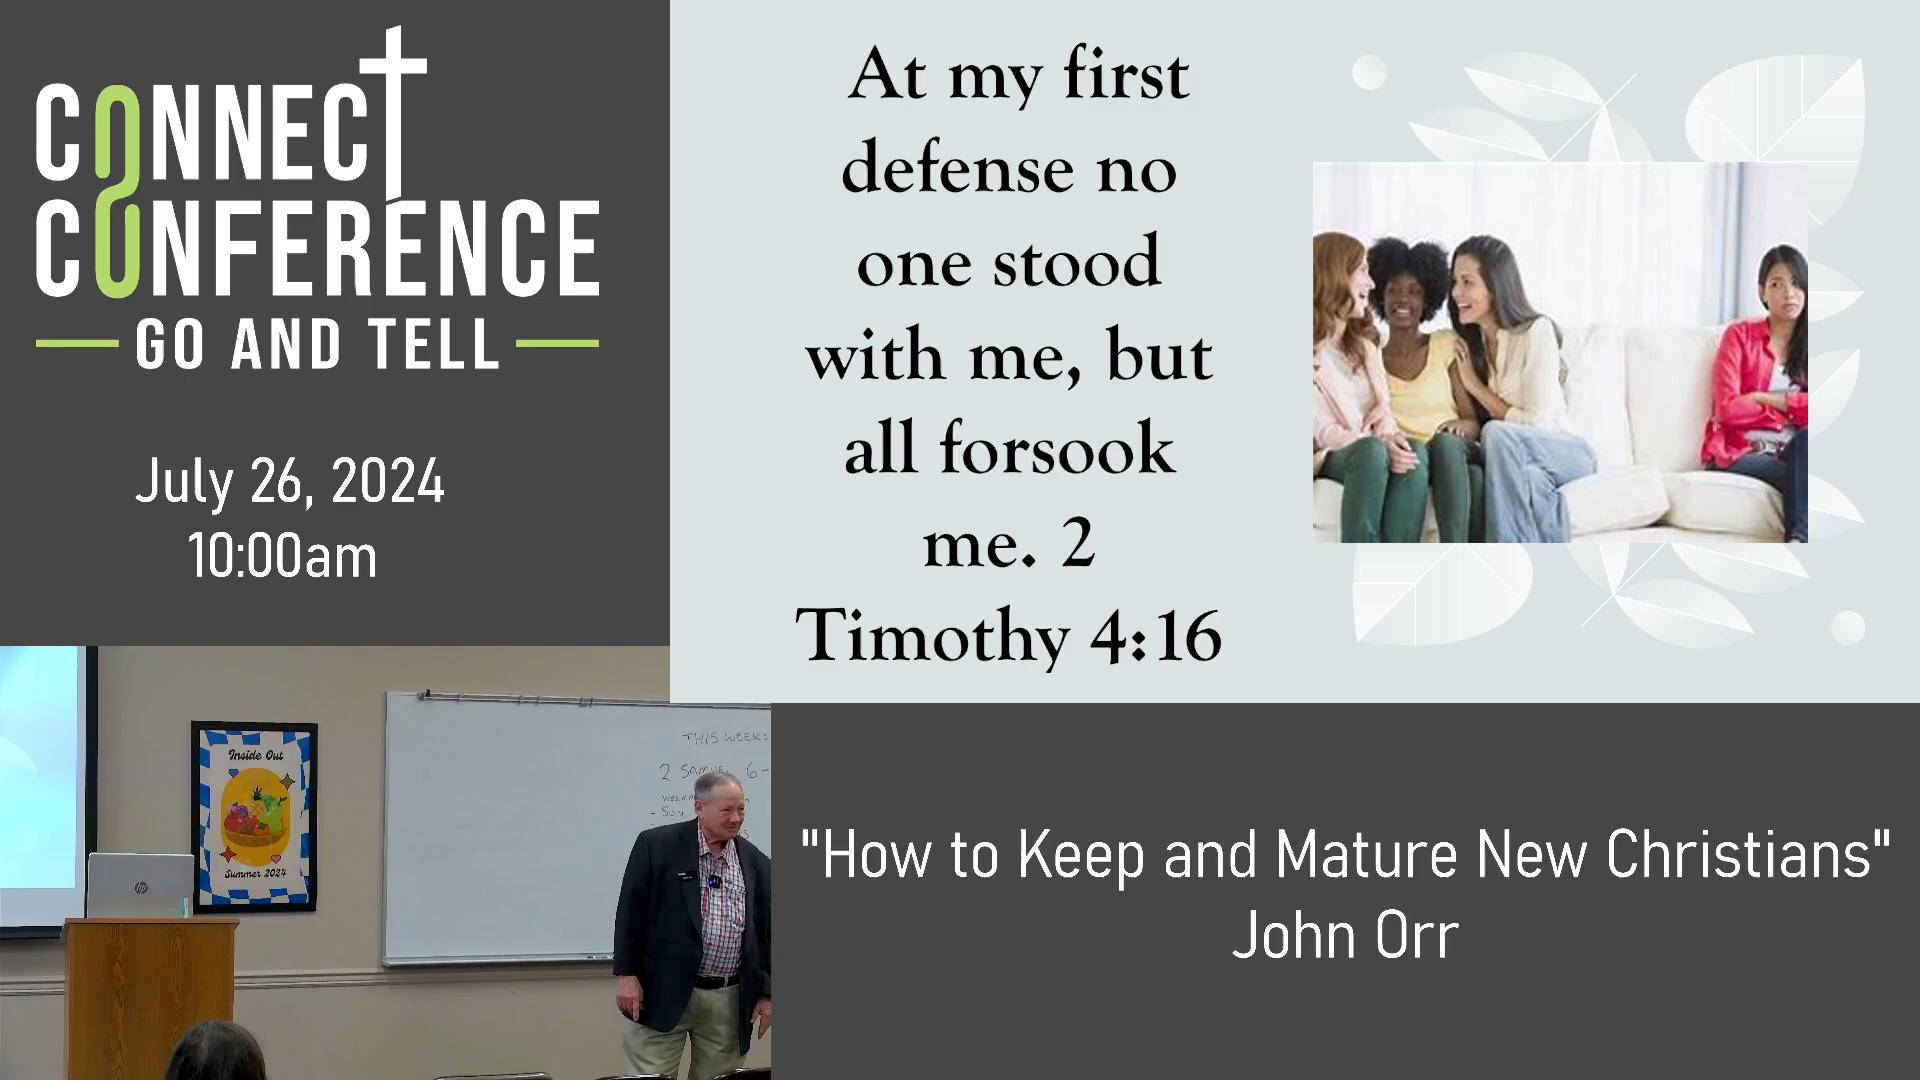 CONNECT
CONFERENCE
GO AND TELL
July 26, 2024
10:00am
At my first
defense no
one stood
with me, but
all forsook
me. 2
Timothy 4:16
Inside Out
Summer 2024
hp
THIS WEEK:
2 SAMUEL 6-
"How to Keep and Mature New Christians"
John Orr